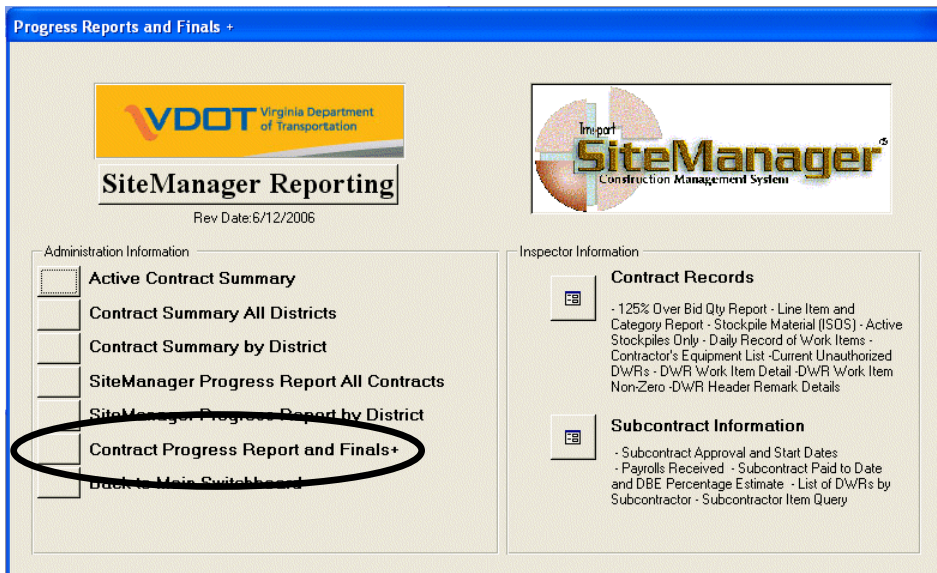 Progress Reports and Finals +
VDOT Virginia Department
of Transportation
SiteManager Reporting
Rev Date:6/12/2006
Trns•port
SiteManager®
Construction Management System
Administration Information
Active Contract Summary
Contract Summary All Districts
Contract Summary by District
SiteManager Progress Report All Contracts
SiteManager Progress Report by District
Contract Progress Report and Finals+
Back to Main Switchboard
Inspector Information
Contract Records
- 125% Over Bid Qty Report - Line Item and
Category Report - Stockpile Material (ISOS) - Active
Stockpiles Only - Daily Record of Work Items -
Contractor's Equipment List -Current Unauthorized
DWRs - DWR Work Item Detail -DWR Work Item
Non-Zero -DWR Header Remark Details
Subcontract Information
- Subcontract Approval and Start Dates
- Payrolls Received - Subcontract Paid to Date
and DBE Percentage Estimate - List of DWRs by
Subcontractor - Subcontractor Item Query